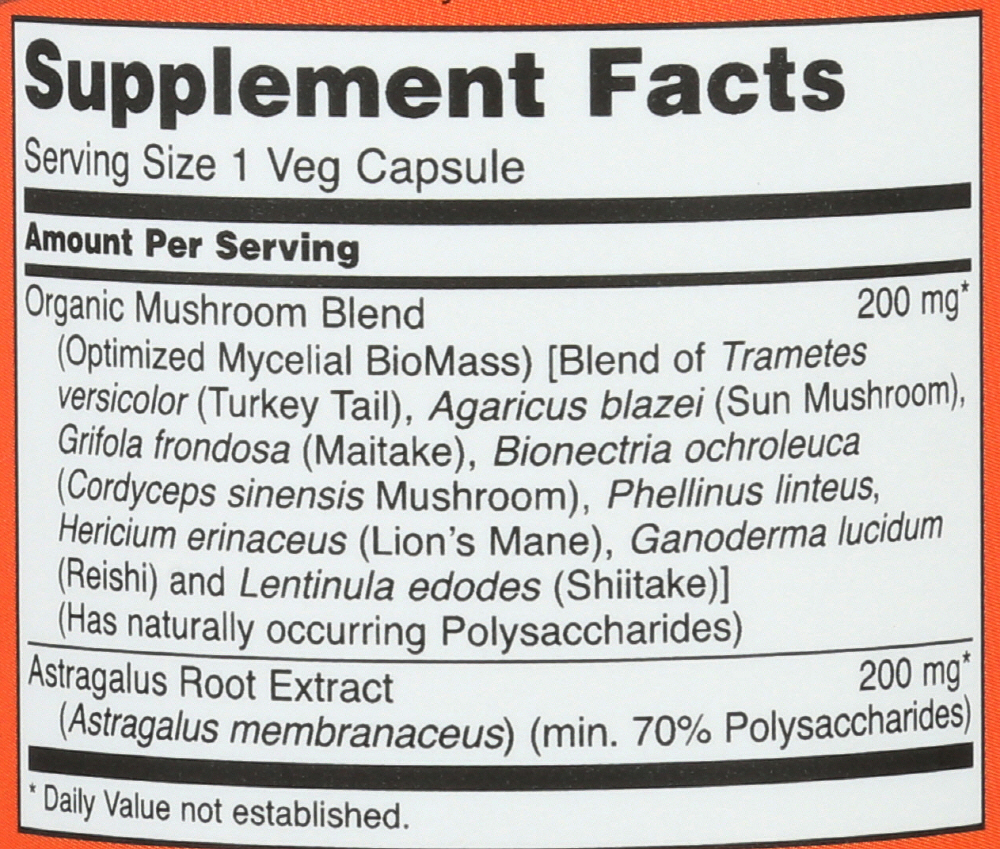 Supplement Facts
Serving Size 1 Veg Capsule
Amount Per Serving
Organic Mushroom Blend 200 mg*
(Optimized Mycelial BioMass) [Blend of Trametes
versicolor (Turkey Tail), Agaricus blazei (Sun Mushroom),
Grifola frondosa (Maitake), Bionectria ochroleuca
(Cordyceps sinensis Mushroom), Phellinus linteus,
Hericium erinaceus (Lion's Mane), Ganoderma lucidum
(Reishi) and Lentinula edodes (Shiitake)]
(Has naturally occurring Polysaccharides)
Astragalus Root Extract 200 mg*
(Astragalus membranaceus) (min. 70% Polysaccharides)
* Daily Value not established.